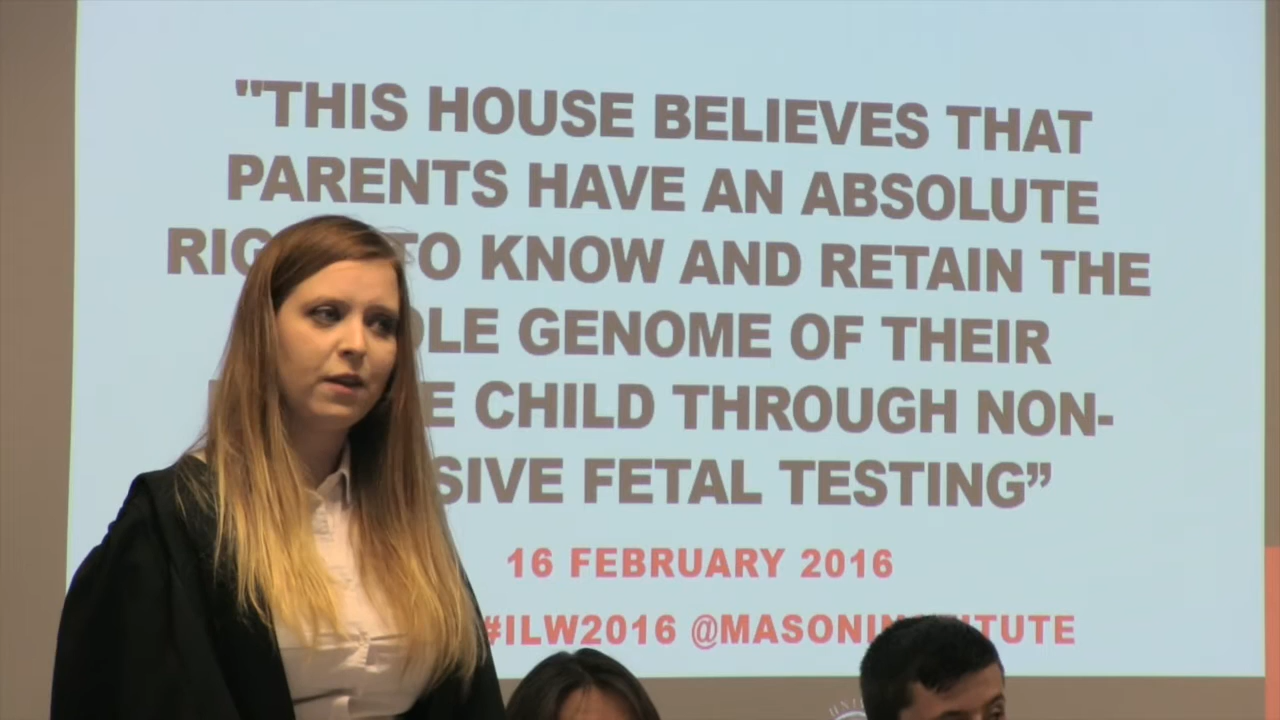 "THIS HOUSE BELIEVES THAT
PARENTS HAVE AN ABSOLUTE
TO KNOW AND RETAIN THE
GENOME OF THEIR
CHILD THROUGH NON-
FETAL TESTING”
16 FEBRUARY 2016
#ILW2016 @MASONINSTITUTE